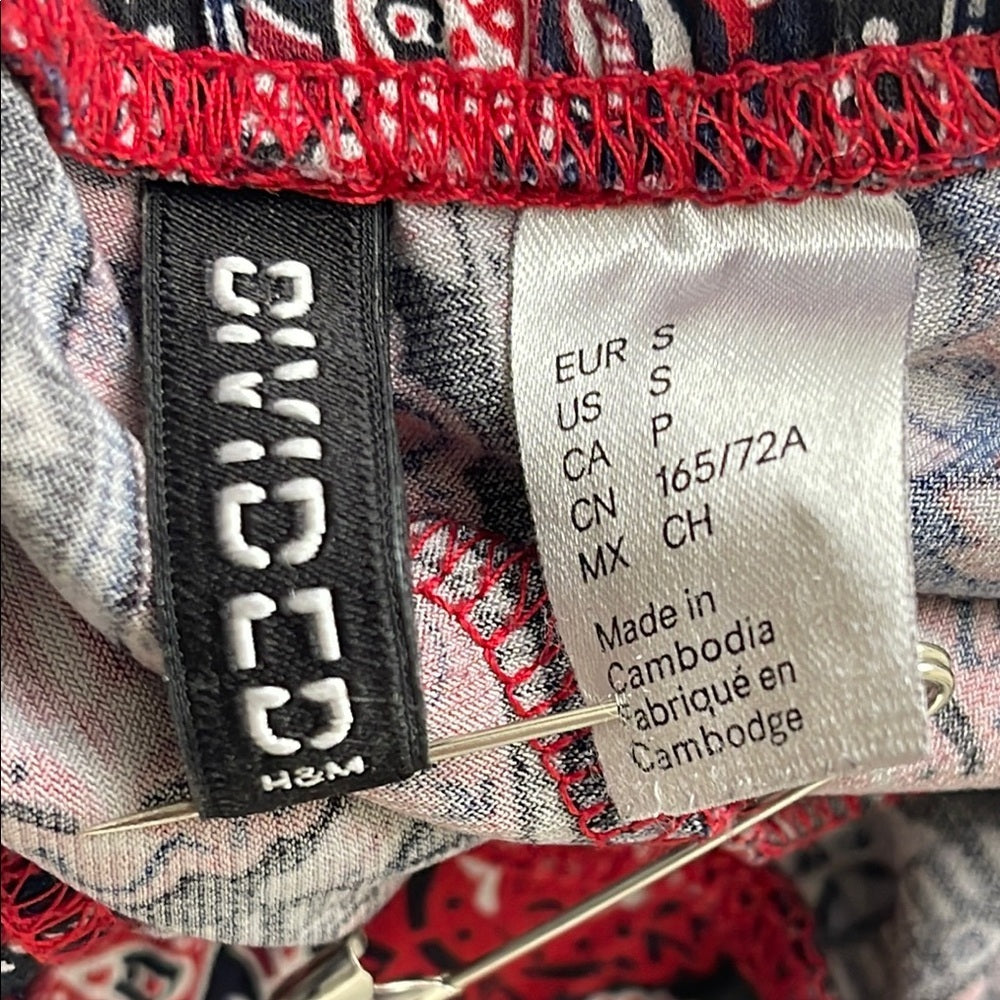 DIVIDED
H&M
EUR S
US S
CA P
CN 165/72A
MX CH
Made in
Cambodia
Fabriqué en
Cambodge